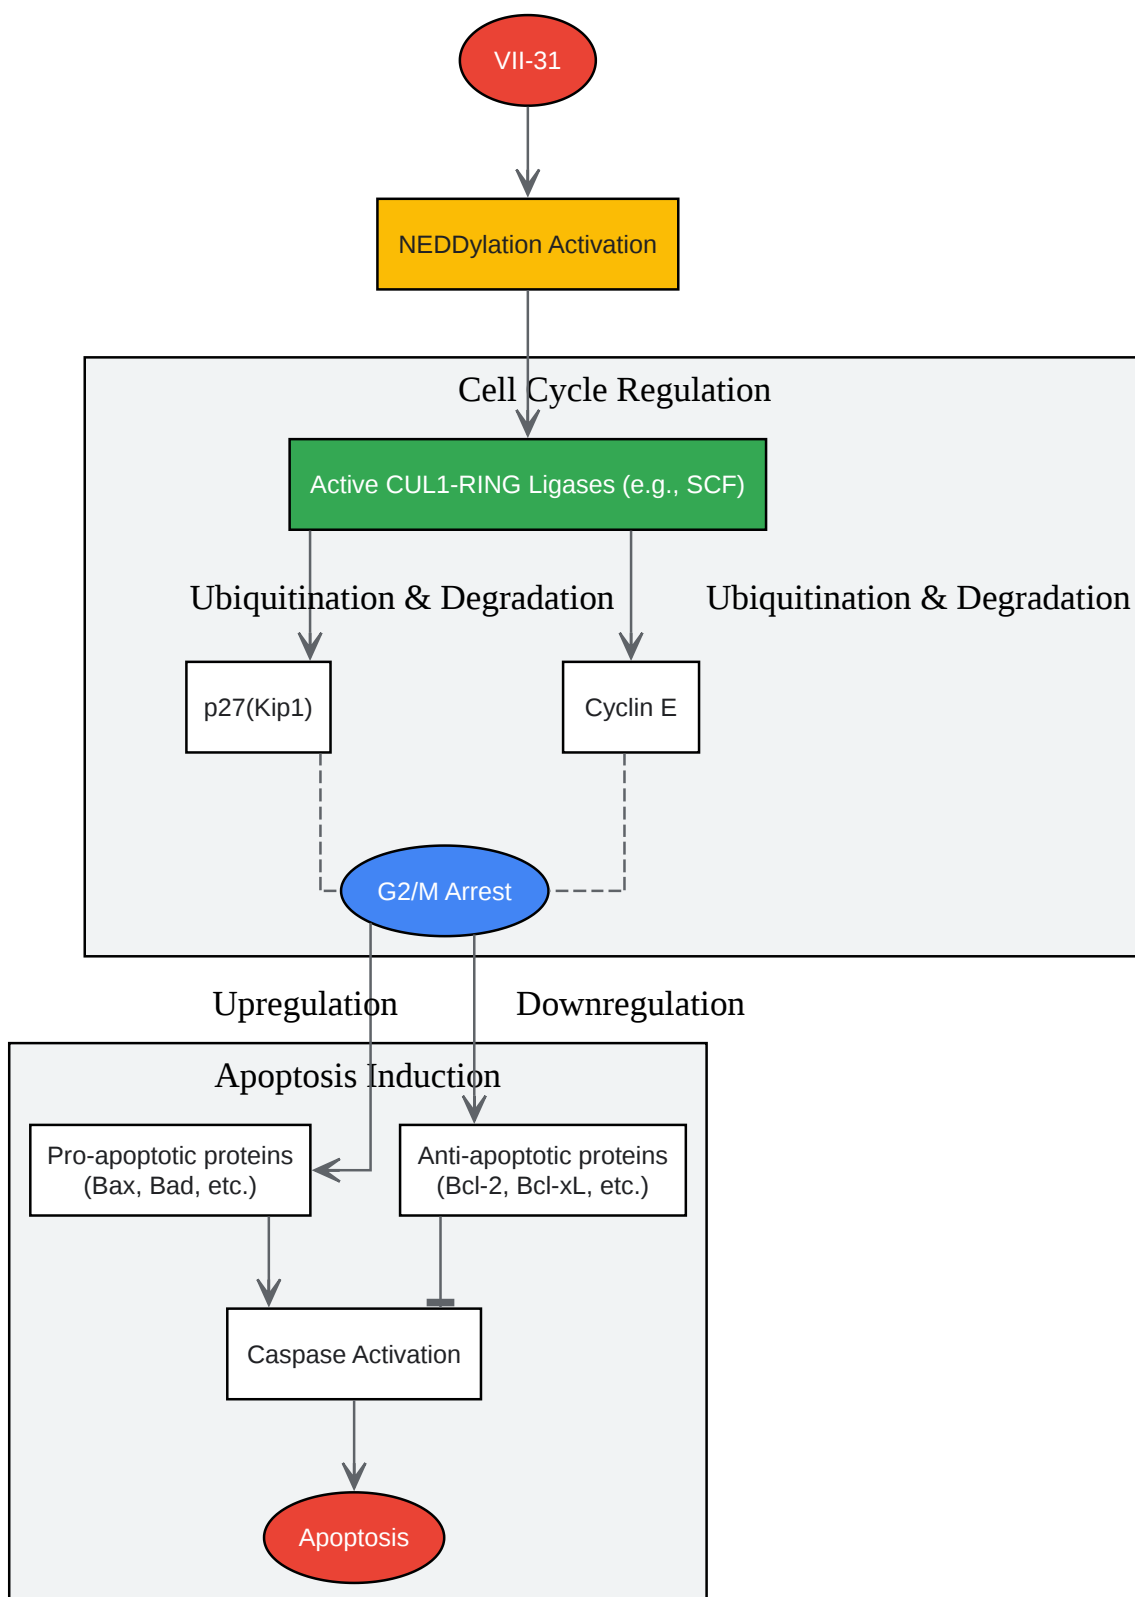 VII-31
NEDDylation Activation
Cell Cycle Regulation
Active CUL1-RING Ligases (e.g., SCF)
Ubiquitination & Degradation
Ubiquitination & Degradation
p27(Kip1)
Cyclin E
G2/M Arrest
Upregulation
Downregulation
Apoptosis Induction
Pro-apoptotic proteins
(Bax, Bad, etc.)
Anti-apoptotic proteins
(Bcl-2, Bcl-xL, etc.)
Caspase Activation
Apoptosis